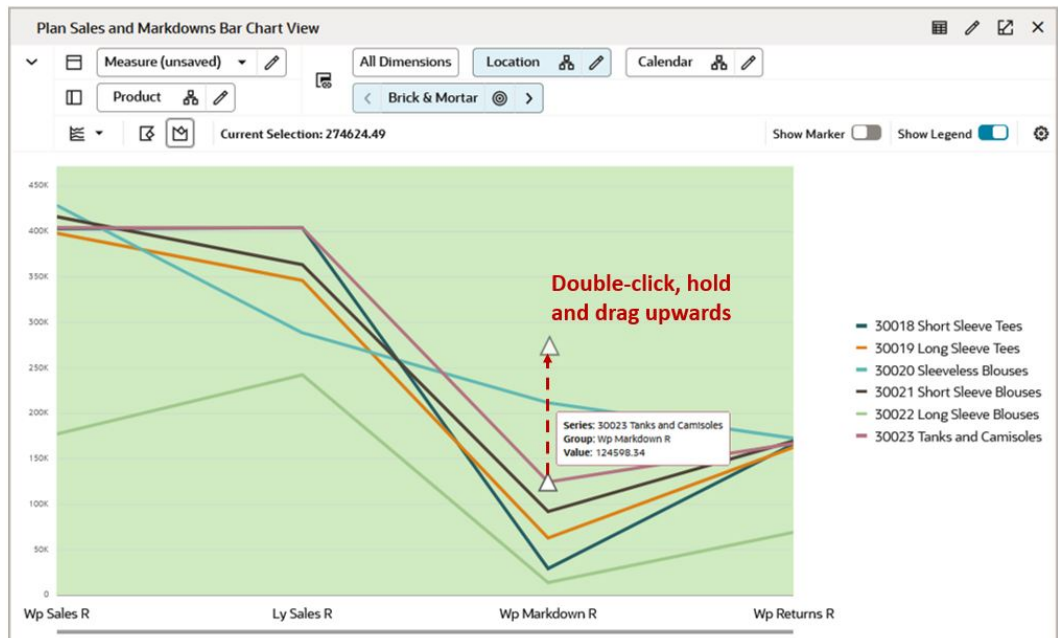 Plan Sales and Markdowns Bar Chart View
Measure (unsaved)
All Dimensions
Location
Calendar
Product
Brick & Mortar
Current Selection: 274624.49
Show Marker
Show Legend
450K
400K
350K
300K
250K
200K
150K
100K
50K
0
Double-click, hold
and drag upwards
Series: 30023 Tanks and Camisoles
Group: Wp Markdown R
Value: 124598.34
30018 Short Sleeve Tees
30019 Long Sleeve Tees
30020 Sleeveless Blouses
30021 Short Sleeve Blouses
30022 Long Sleeve Blouses
30023 Tanks and Camisoles
Wp Sales R
Ly Sales R
Wp Markdown R
Wp Returns R